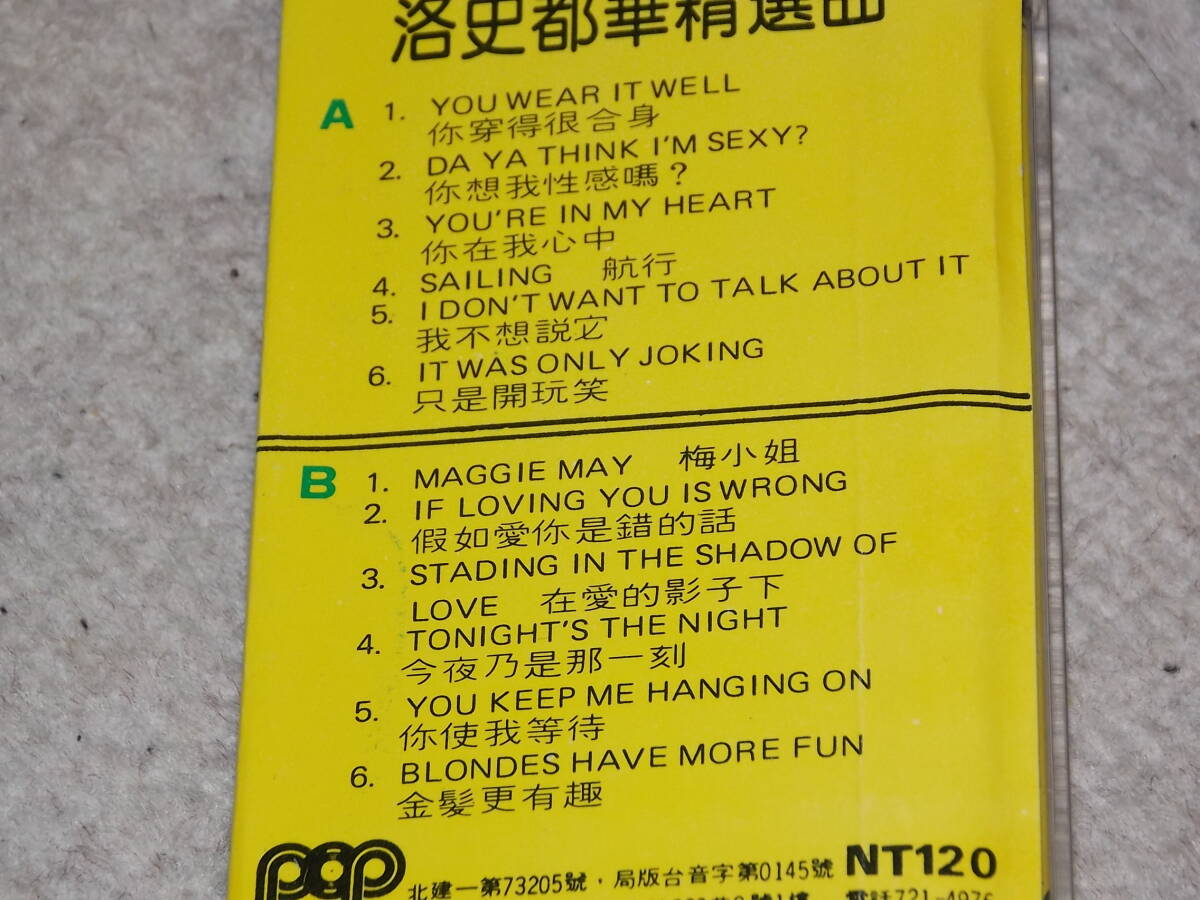 洛史都華精選曲
A 1. YOU WEAR IT WELL
你穿得很合身
2. DA YA THINK I'M SEXY?
你想我性感嗎？
3. YOU'RE IN MY HEART
你在我心中
4. SAILING 航行
5. I DON'T WANT TO TALK ABOUT IT
我不想説它
6. IT WAS ONLY JOKING
只是開玩笑
B 1. MAGGIE MAY 梅小姐
2. IF LOVING YOU IS WRONG
假如愛你是錯的話
3. STADING IN THE SHADOW OF
LOVE 在愛的影子下
4. TONIGHT'S THE NIGHT
今夜乃是那一刻
5. YOU KEEP ME HANGING ON
你使我等待
6. BLONDES HAVE MORE FUN
金髮更有趣
pop 北建一第73205號，局版台音字第0145號 NT120
電話721-4976